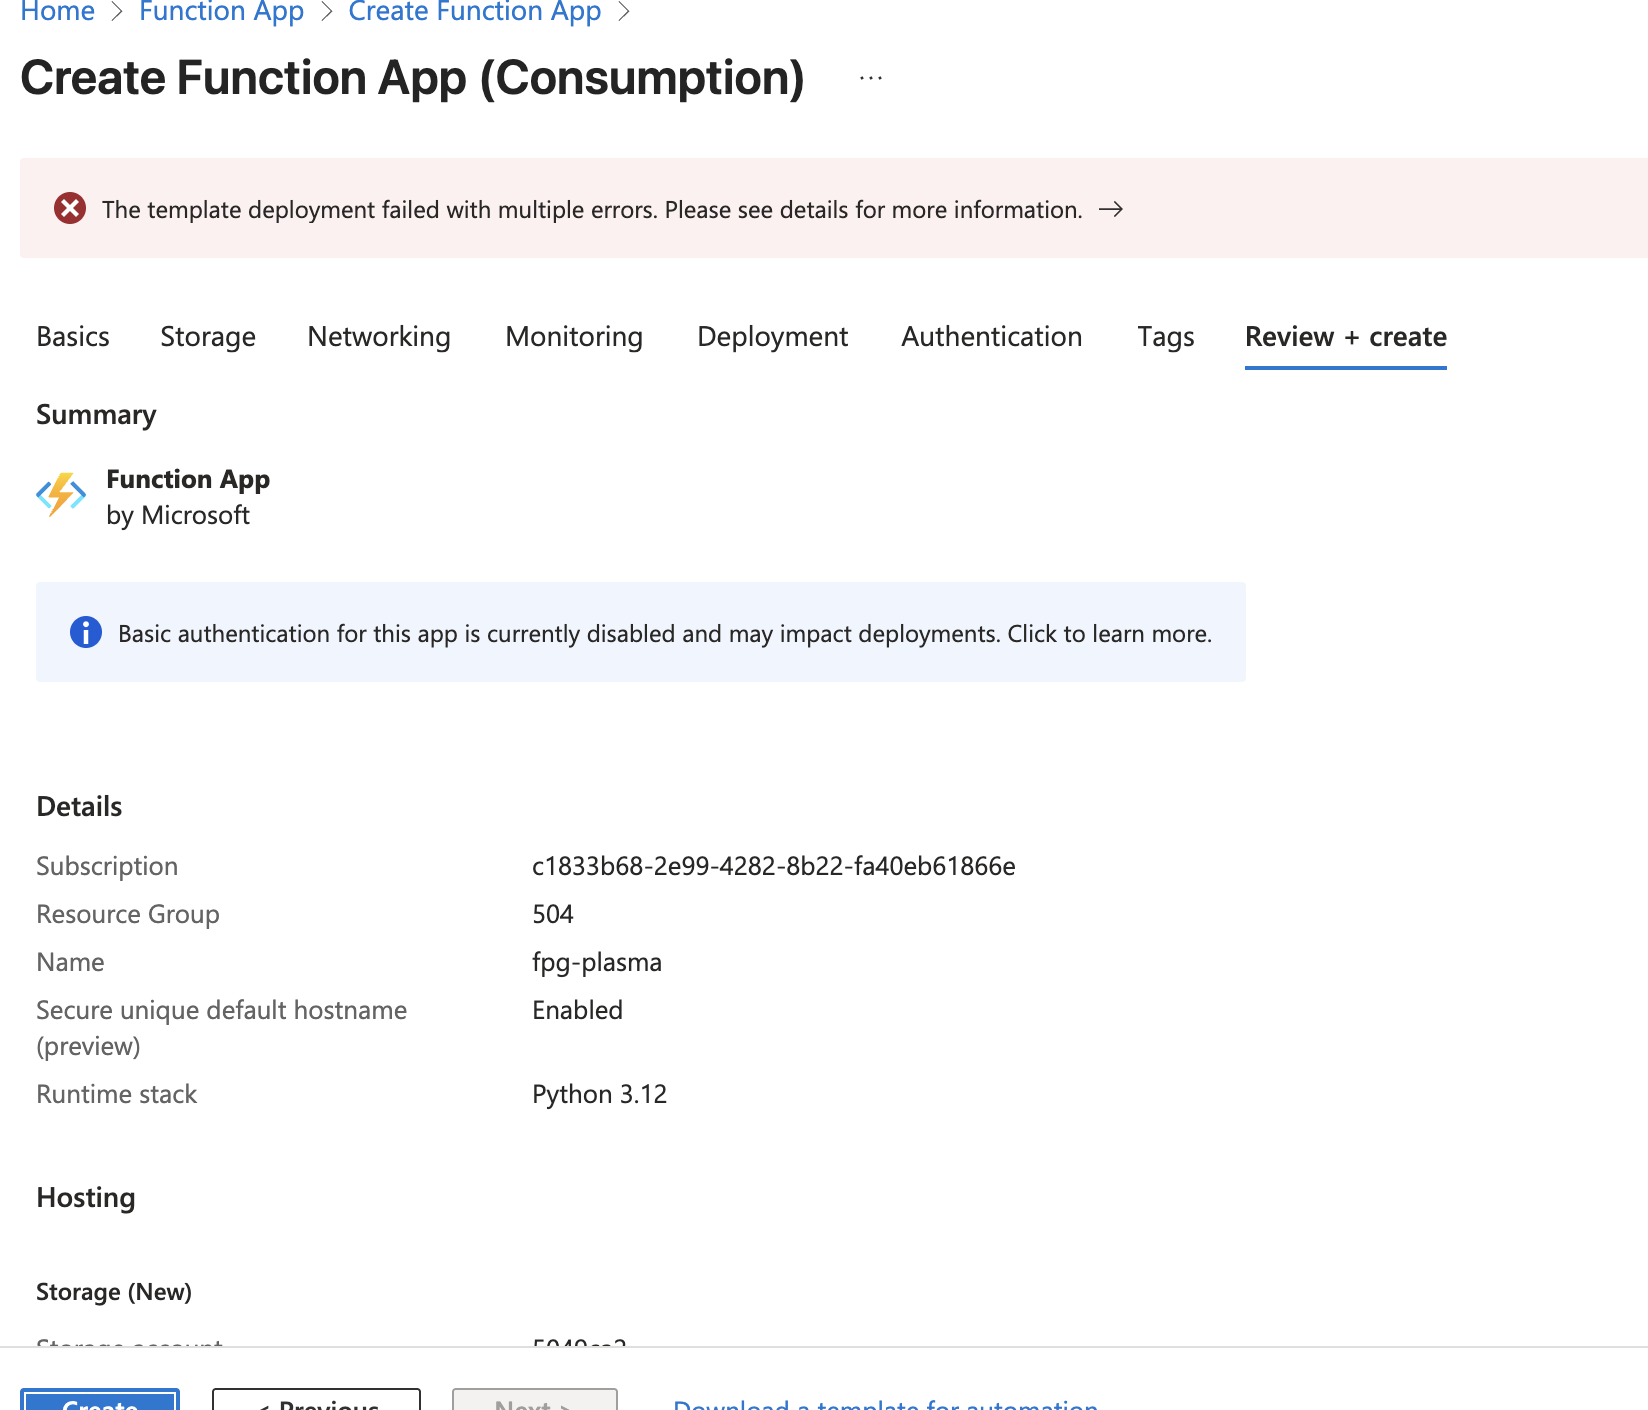 Home > Function App > Create Function App >
Create Function App (Consumption) ...
The template deployment failed with multiple errors. Please see details for more information. →
Basics Storage Networking Monitoring Deployment Authentication Tags Review + create
Summary
Function App
by Microsoft
Basic authentication for this app is currently disabled and may impact deployments. Click to learn more.
Details
Subscription c1833b68-2e99-4282-8b22-fa40eb61866e
Resource Group 504
Name fpg-plasma
Secure unique default hostname Enabled
(preview)
Runtime stack Python 3.12
Hosting
Storage (New)
Storage account
Create < Previous Next > Download a template for automation